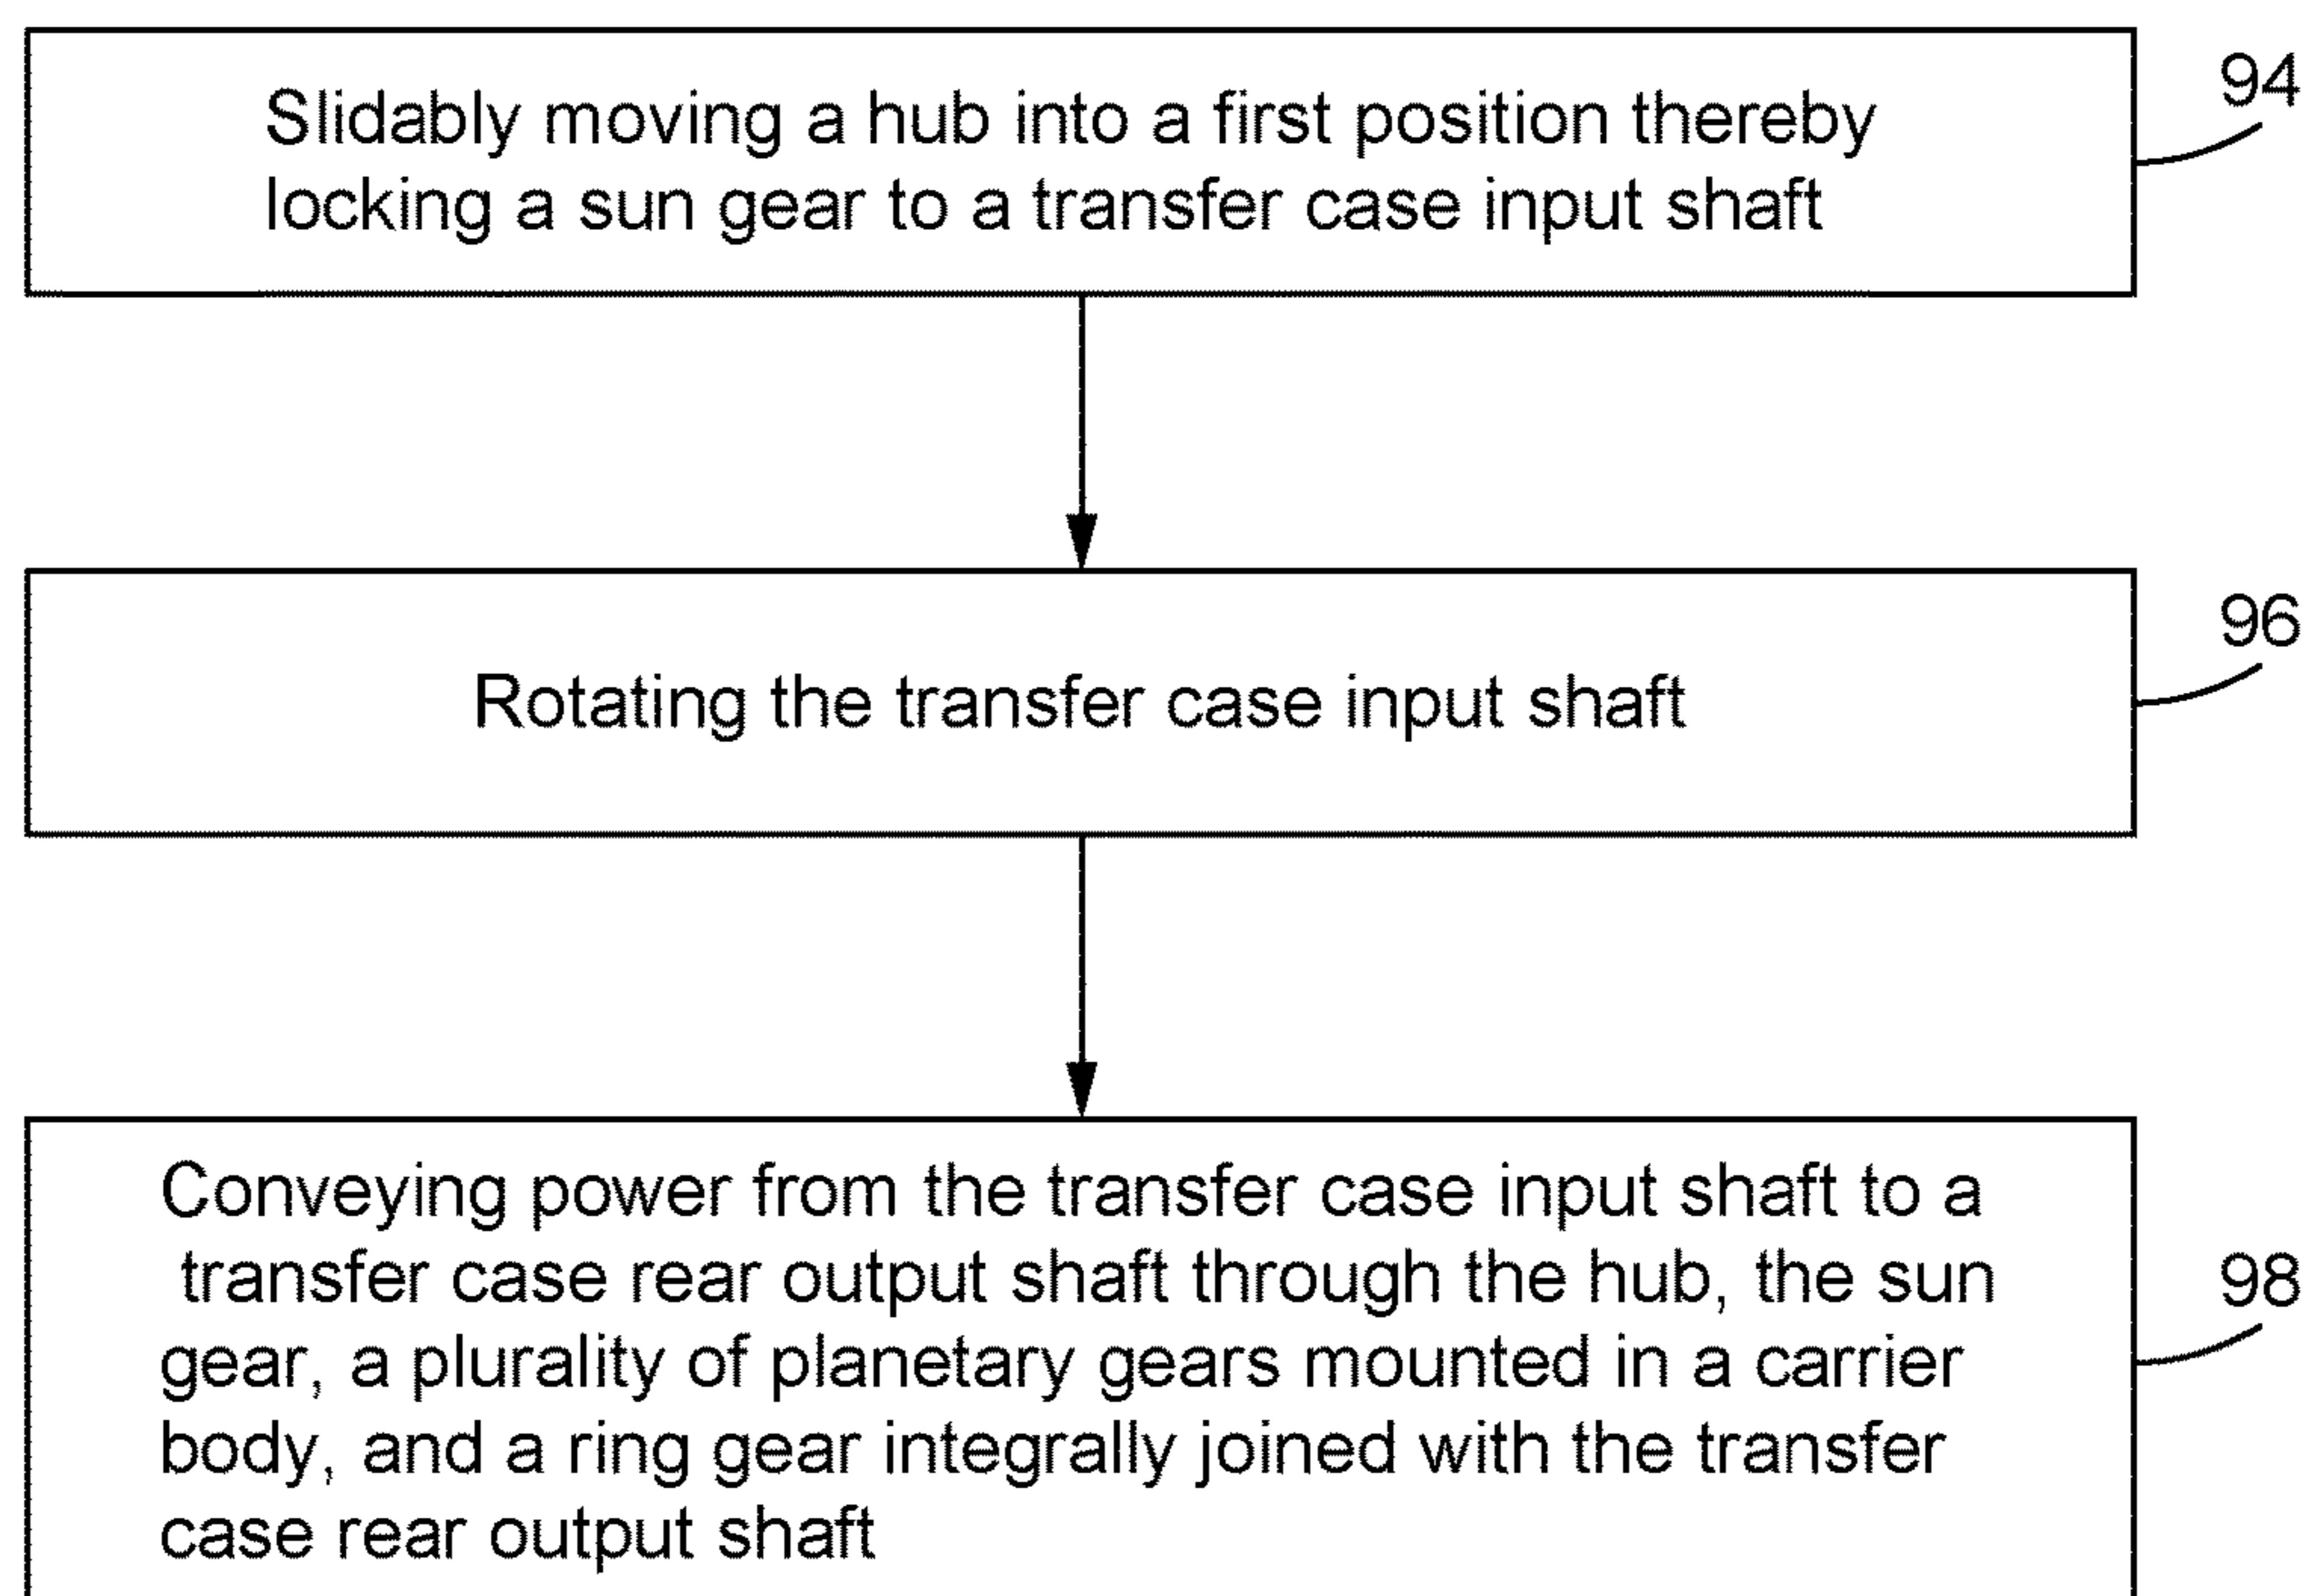 Slidably moving a hub into a first position thereby
locking a sun gear to a transfer case input shaft
94
Rotating the transfer case input shaft
96
Conveying power from the transfer case input shaft to a
transfer case rear output shaft through the hub, the sun
gear, a plurality of planetary gears mounted in a carrier
body, and a ring gear integrally joined with the transfer
case rear output shaft
98